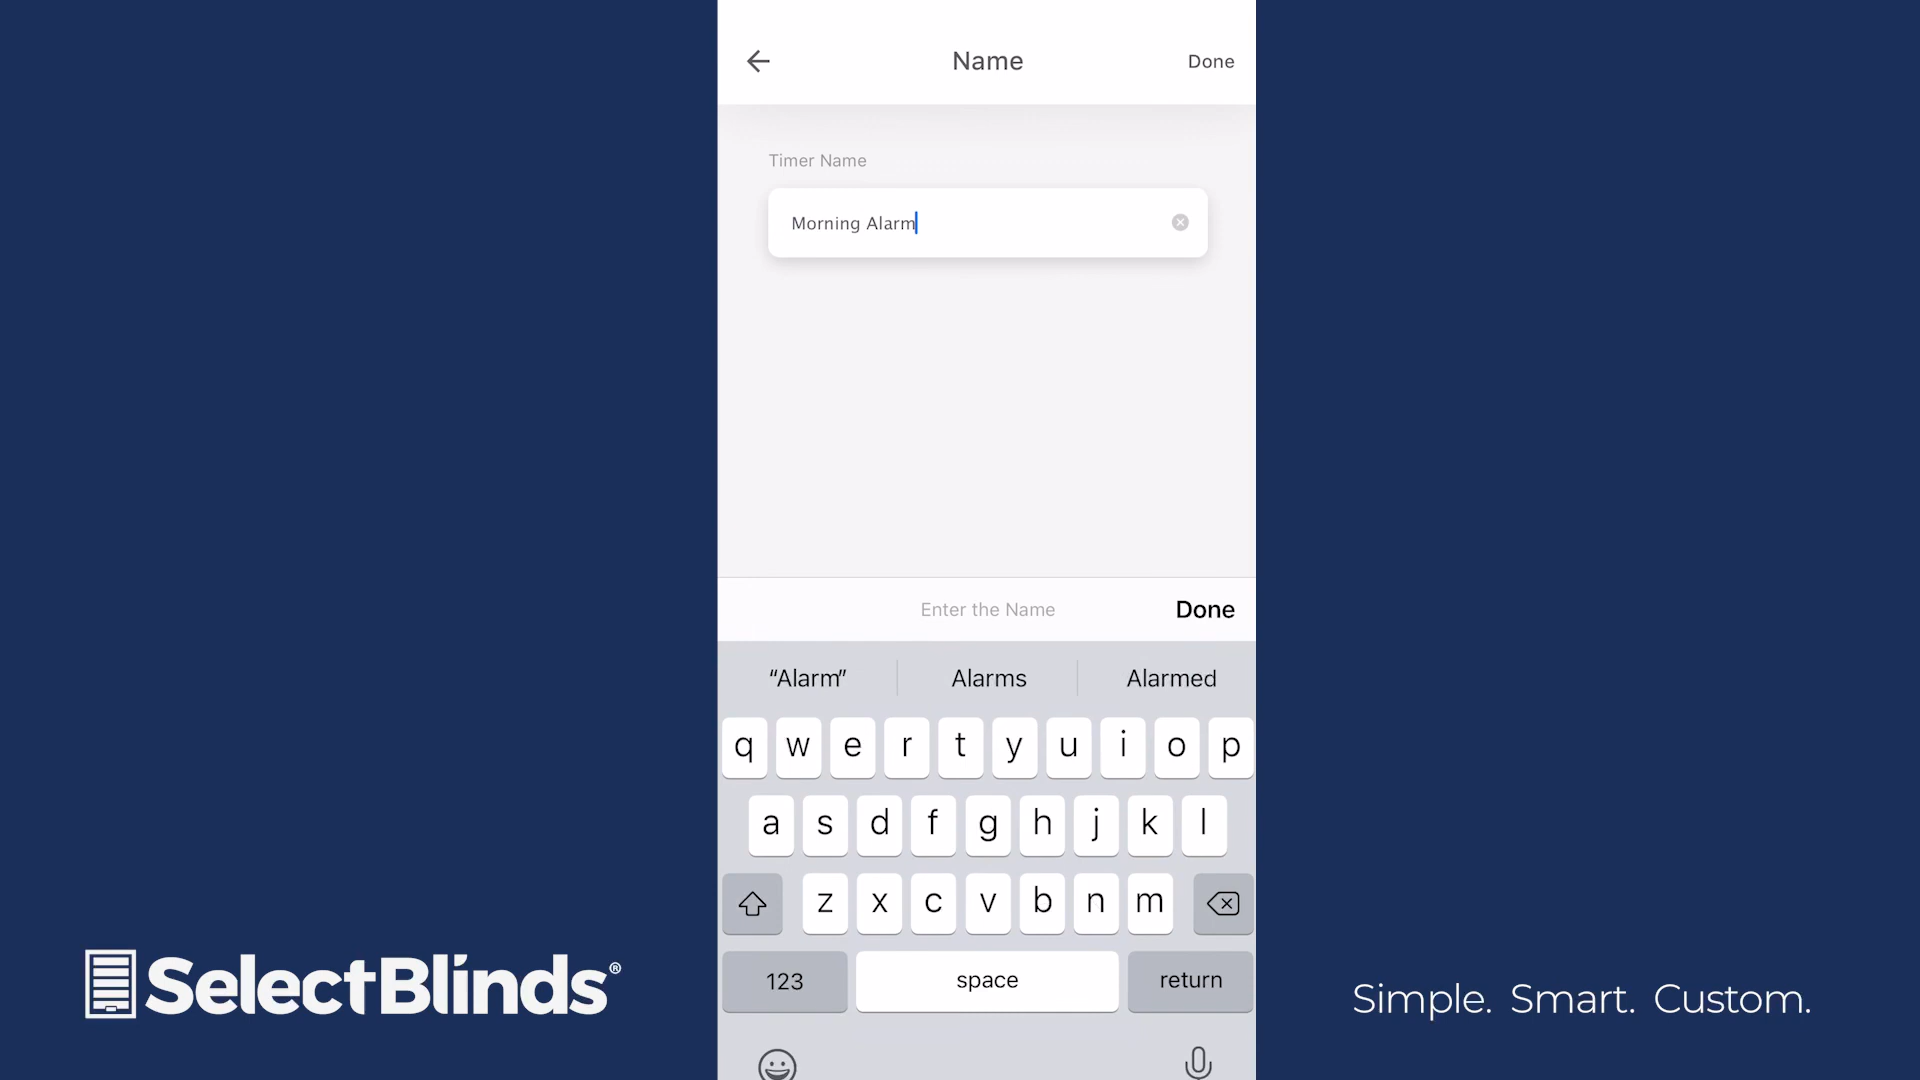 Name
Done
Timer Name
Morning Alarm
Enter the Name
Done
“Alarm”
Alarms
Alarmed
q w e r t y u i o p
a s d f g h j k l
z x c v b n m
123
space
return
SelectBlinds®
Simple. Smart. Custom.